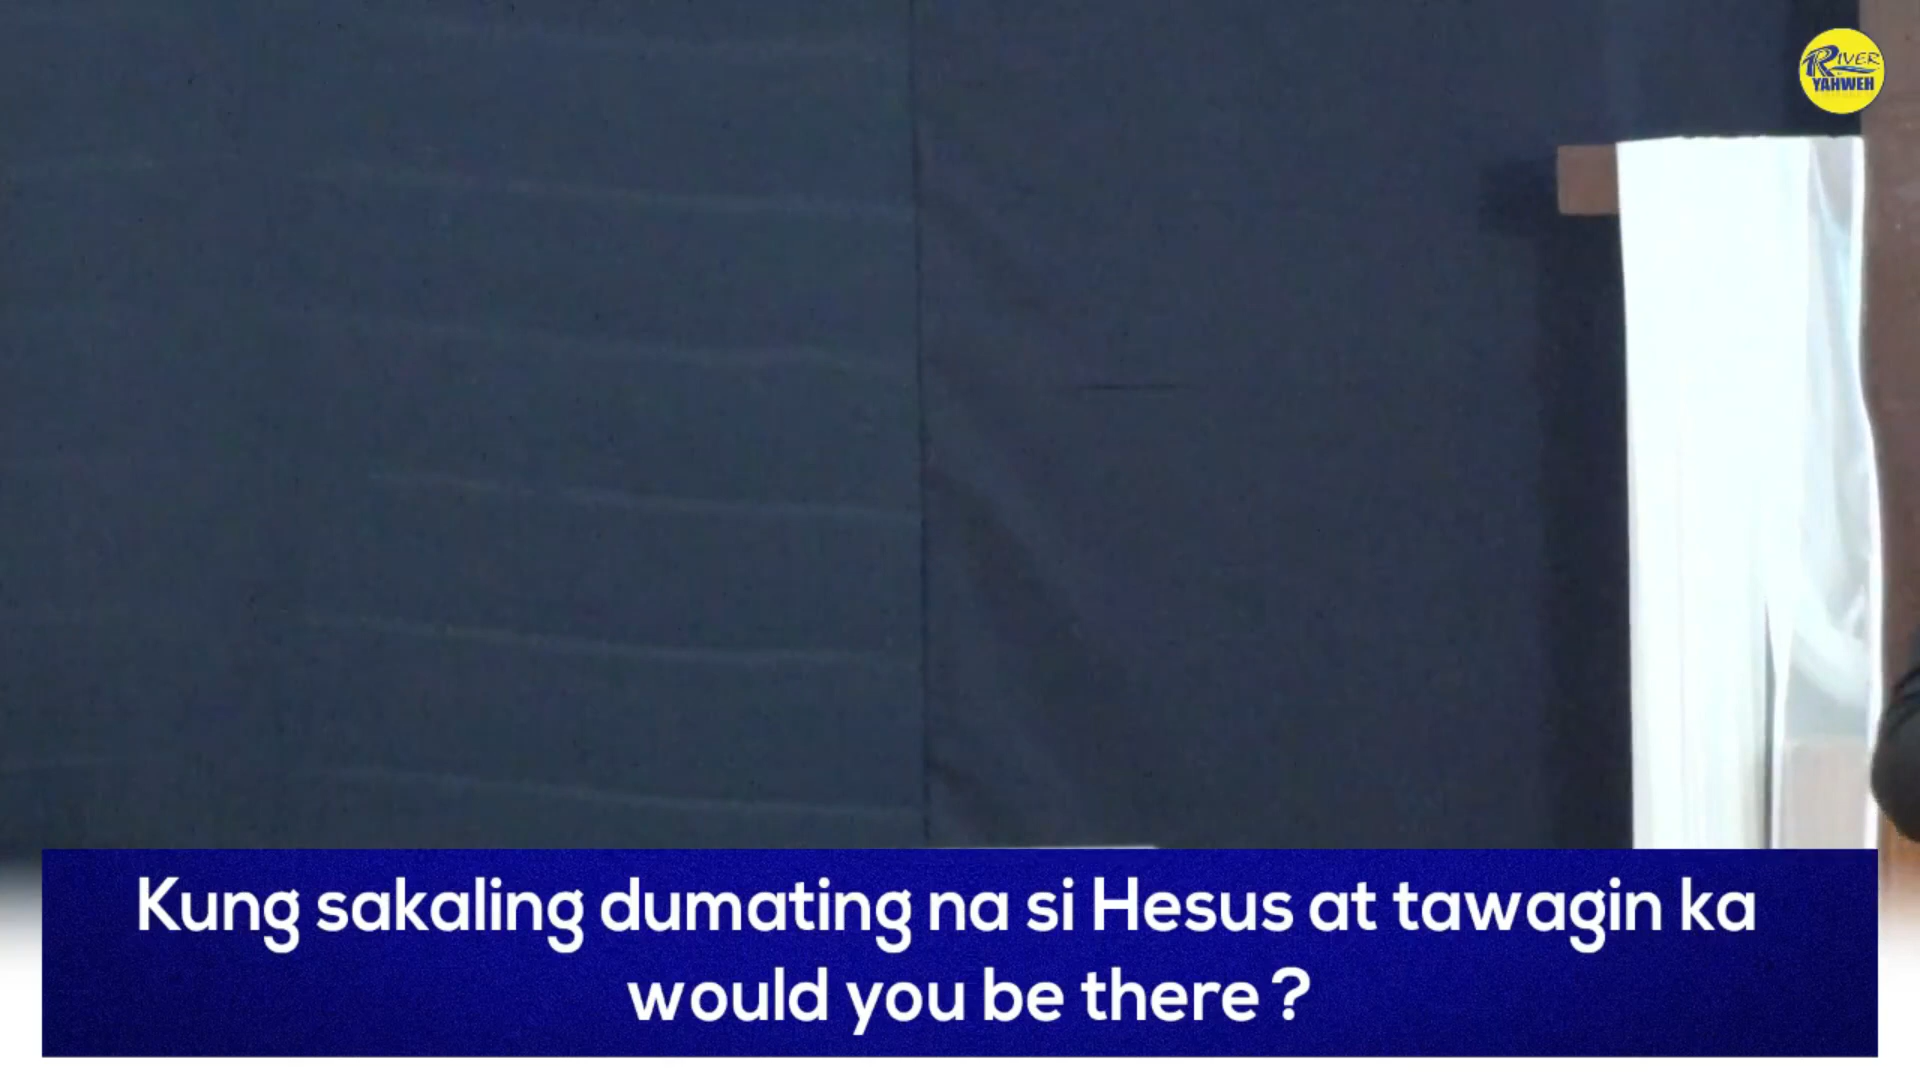 RIVER
YAHWEH
Kung sakaling dumating na si Hesus at tawagin ka
would you be there?